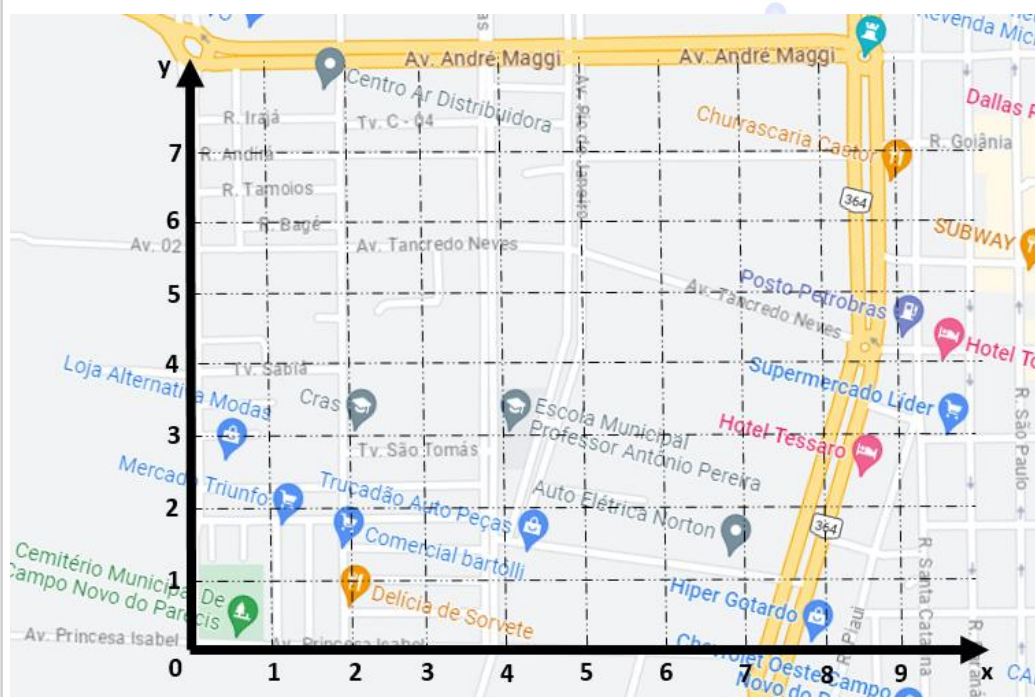 as
Revenda Mic
y
Av. André Maggi
Av. André Maggi
Centro Ar Distribuidora
Av. Rio de Janeiro
Dallas
R. Irajá
Tv. C - 04
Churrascaria Castor
R. Goiânia
7
R. Andirá
R. Tamoios
364
6
R. Bagé
SUBWAY
Av. 02
Av. Tancredo Neves
5
Posto Petrobras
Av. Tancredo Neves
4
Tv. Sabiá
Hotel To
Loja Alternativa Modas
Supermercado Líder
Cras
Escola Municipal
Professor Antônio Pereira
R. São Paulo
3
Hotel Tessaro
Tv. São Tomás
Mercado Triunfo
Trucadão Auto Peças
Auto Elétrica Norton
2
364
Comercial bartolli
Cemitério Municipal De
Campo Novo do Parecis
1
Delícia de Sorvete
Hiper Gotardo
R. Santa Catarina
R. Piauí
Av. Princesa Isabel
Av. Princesa Isabel
Chevrolet Oeste Campo
Novo do
CA
0
1
2
3
4
5
6
7
8
9
x